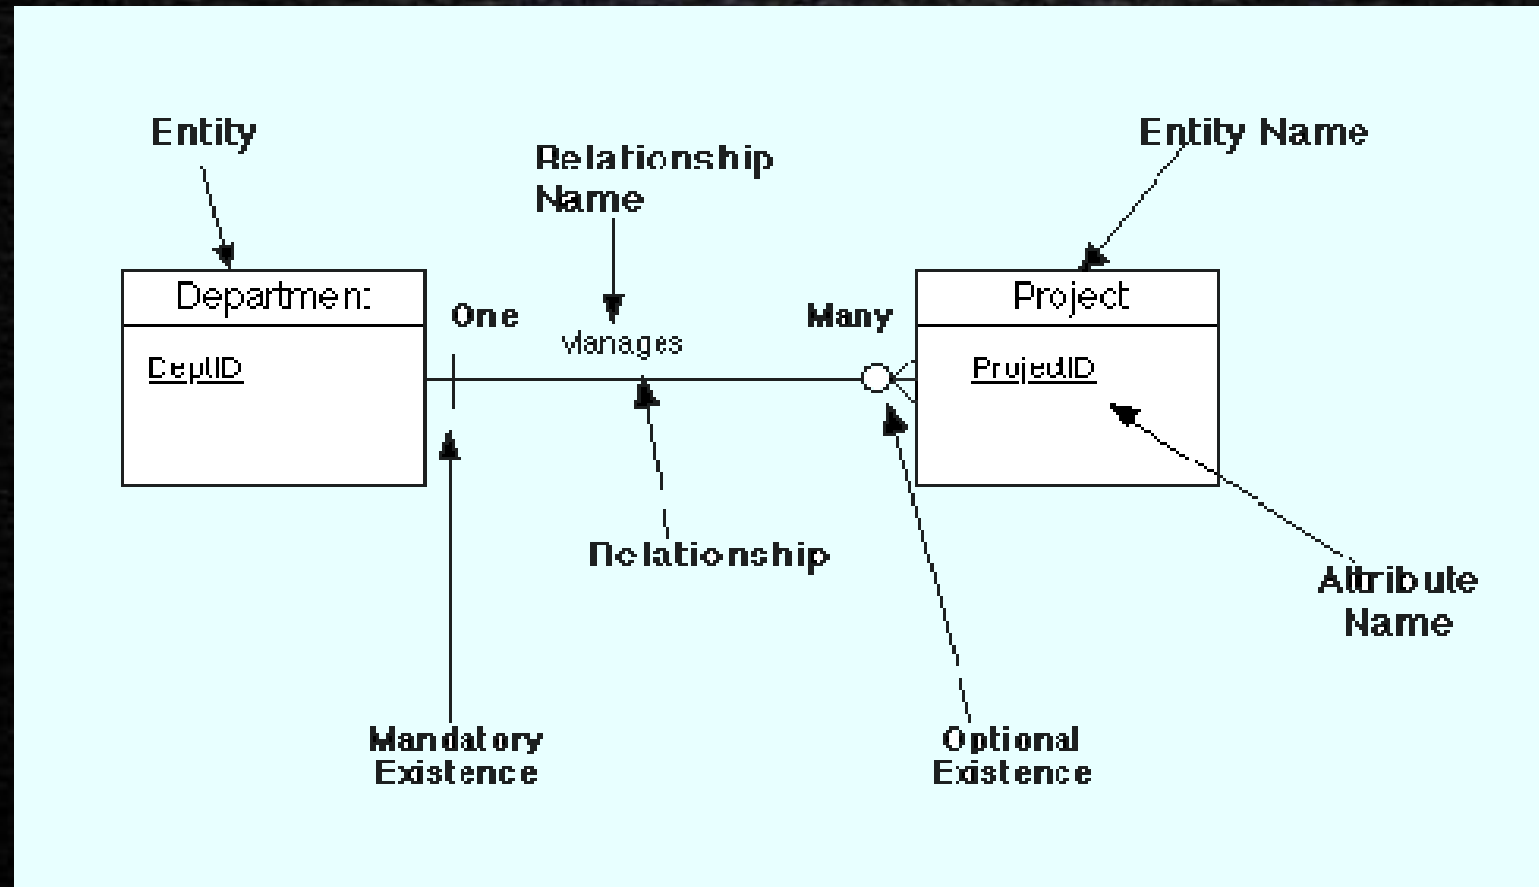 Entity
Entity Name
Relationship
Name
Department
One
Many
Project
Manages
DeptID
ProjectID
Relationship
Attribute
Name
Mandatory
Existence
Optional
Existence